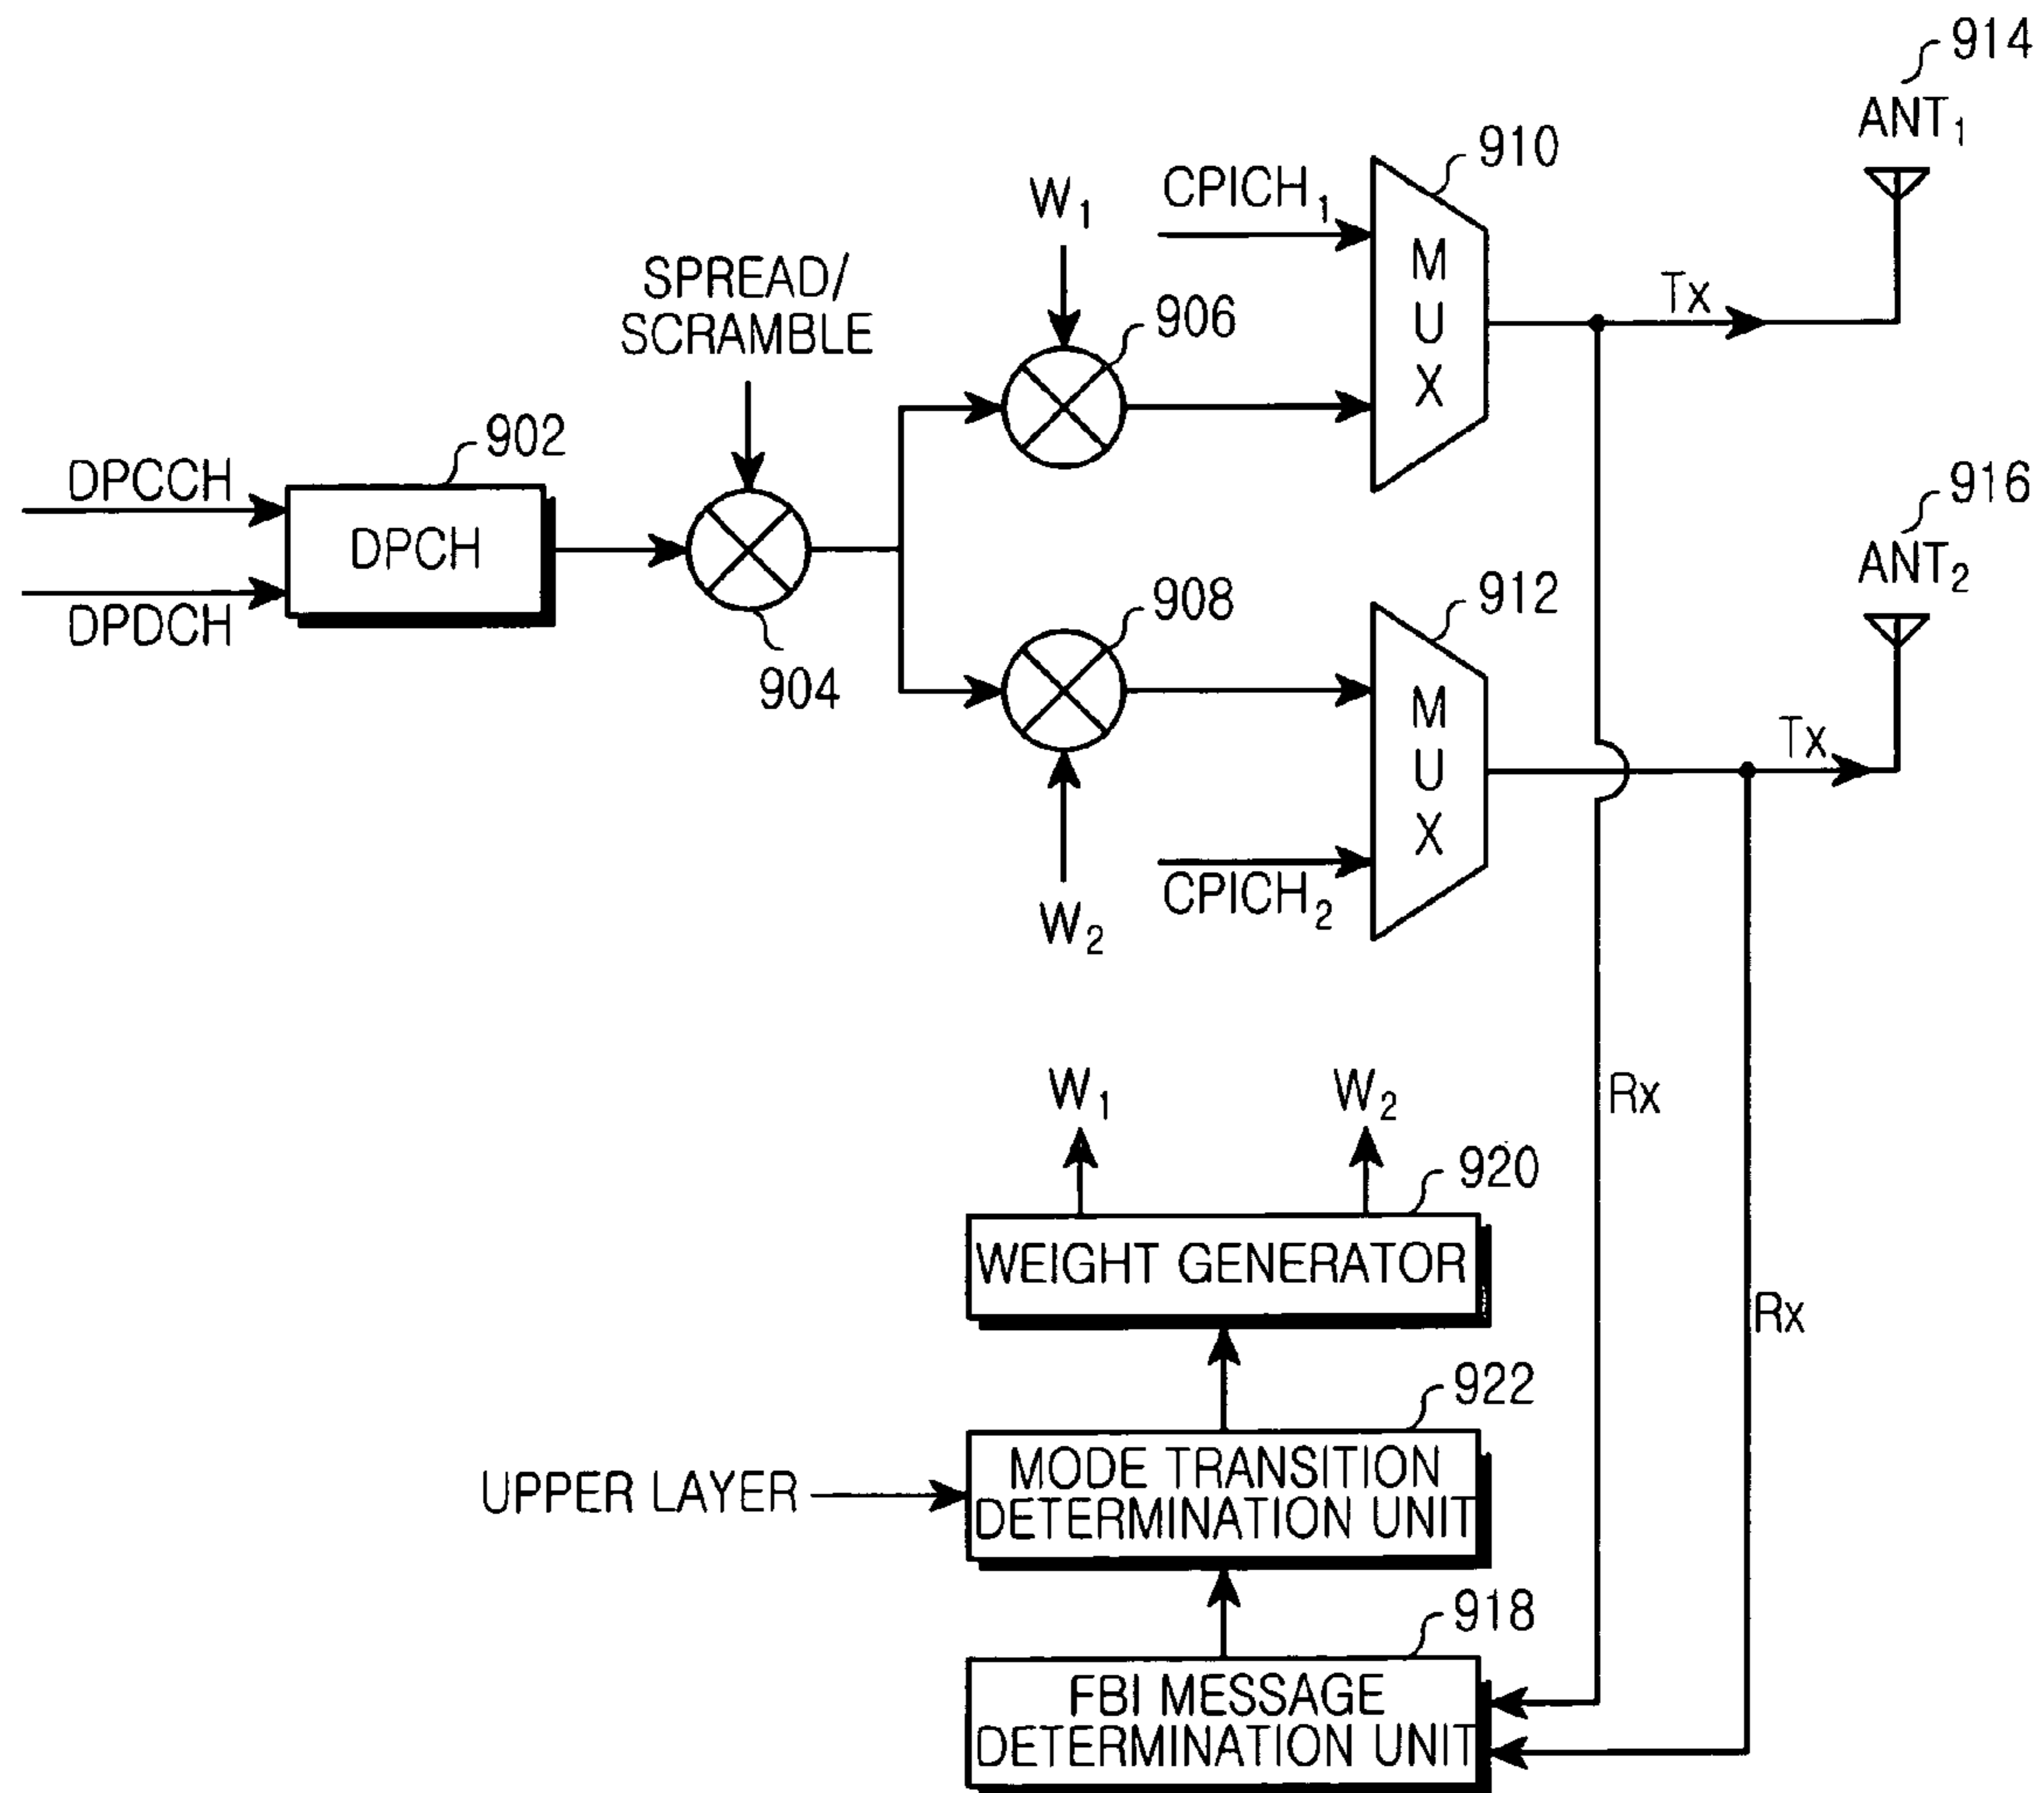 914
ANT1
910
CPICH1
W1
MUX
SPREAD/
SCRAMBLE
906
Tx
902
DPCCH
DPCH
DPDCH
904
916
ANT2
908
912
MUX
Tx
CPICH2
W2
W1
W2
Rx
920
WEIGHT GENERATOR
Rx
922
UPPER LAYER
MODE TRANSITION
DETERMINATION UNIT
918
FBI MESSAGE
DETERMINATION UNIT